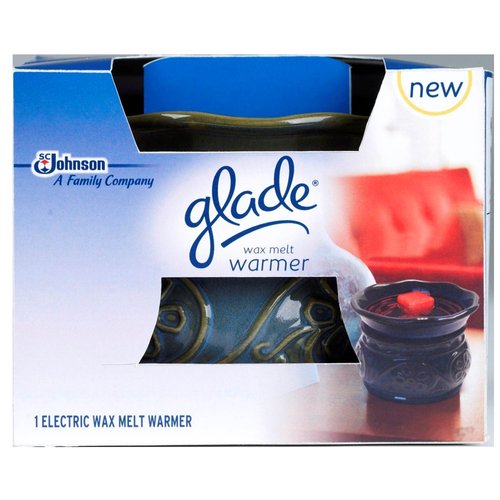 new
SC
Johnson
A Family Company
glade®
wax melt
warmer
1 ELECTRIC WAX MELT WARMER